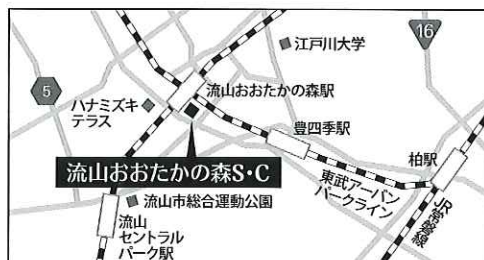 16
江戸川大学
5
流山おおたかの森駅
ハナミズキ
テラス
豊四季駅
柏駅
流山おおたかの森S・C
東武アーバン
パークライン
JR常磐線
流山市総合運動公園
流山
セントラル
パーク駅